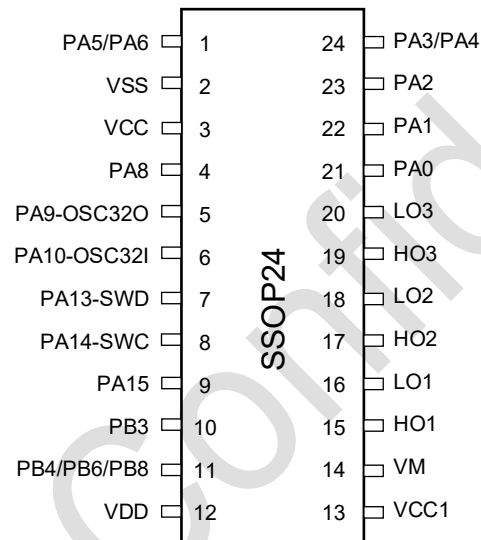 PA5/PA6 1 24 PA3/PA4
VSS 2 23 PA2
VCC 3 22 PA1
PA8 4 21 PA0
PA9-OSC32O 5 20 LO3
PA10-OSC32I 6 19 HO3
PA13-SWD 7 18 LO2
PA14-SWC 8 17 HO2
PA15 9 16 LO1
PB3 10 15 HO1
PB4/PB6/PB8 11 14 VM
VDD 12 13 VCC1
SSOP24
Confid